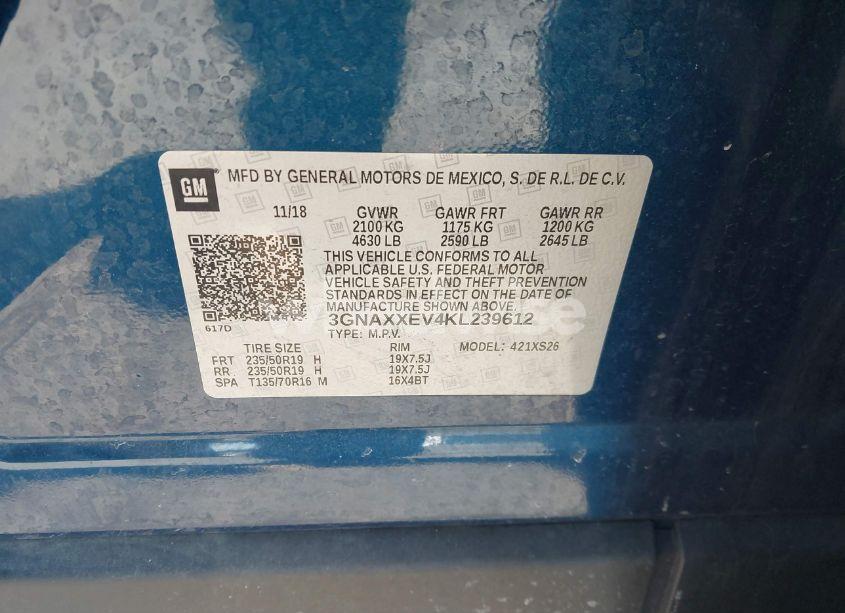 GM MFD BY GENERAL MOTORS DE MEXICO, S. DE R.L. DE C.V.
11/18 GVWR GAWR FRT GAWR RR
2100 KG 1175 KG 1200 KG
4630 LB 2590 LB 2645 LB
THIS VEHICLE CONFORMS TO ALL
APPLICABLE U.S. FEDERAL MOTOR
VEHICLE SAFETY AND THEFT PREVENTION
STANDARDS IN EFFECT ON THE DATE OF
MANUFACTURE SHOWN ABOVE.
617D 3GNAXXEV4KL239612
TYPE: M.P.V. MODEL: 421XS26
TIRE SIZE RIM
FRT 235/50R19 H 19X7.5J
RR 235/50R19 H 19X7.5J
SPA T135/70R16 M 16X4BT